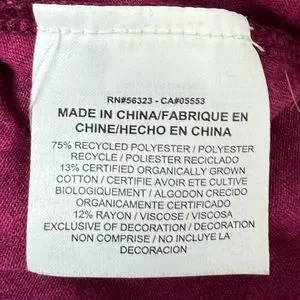 RN#56323 - CA#05553
MADE IN CHINA/FABRIQUE EN
CHINE/HECHO EN CHINA
75% RECYCLED POLYESTER / POLYESTER
RECYCLE / POLIESTER RECICLADO
13% CERTIFIED ORGANICALLY GROWN
COTTON / CERTIFIE AVOIR ETE CULTIVE
BIOLOGIQUEMENT / ALGODON CRECIDO
ORGANICAMENTE CERTIFICADO
12% RAYON / VISCOSE / VISCOSA
EXCLUSIVE OF DECORATION / DECORATION
NON COMPRISE / NO INCLUYE LA
DECORACION